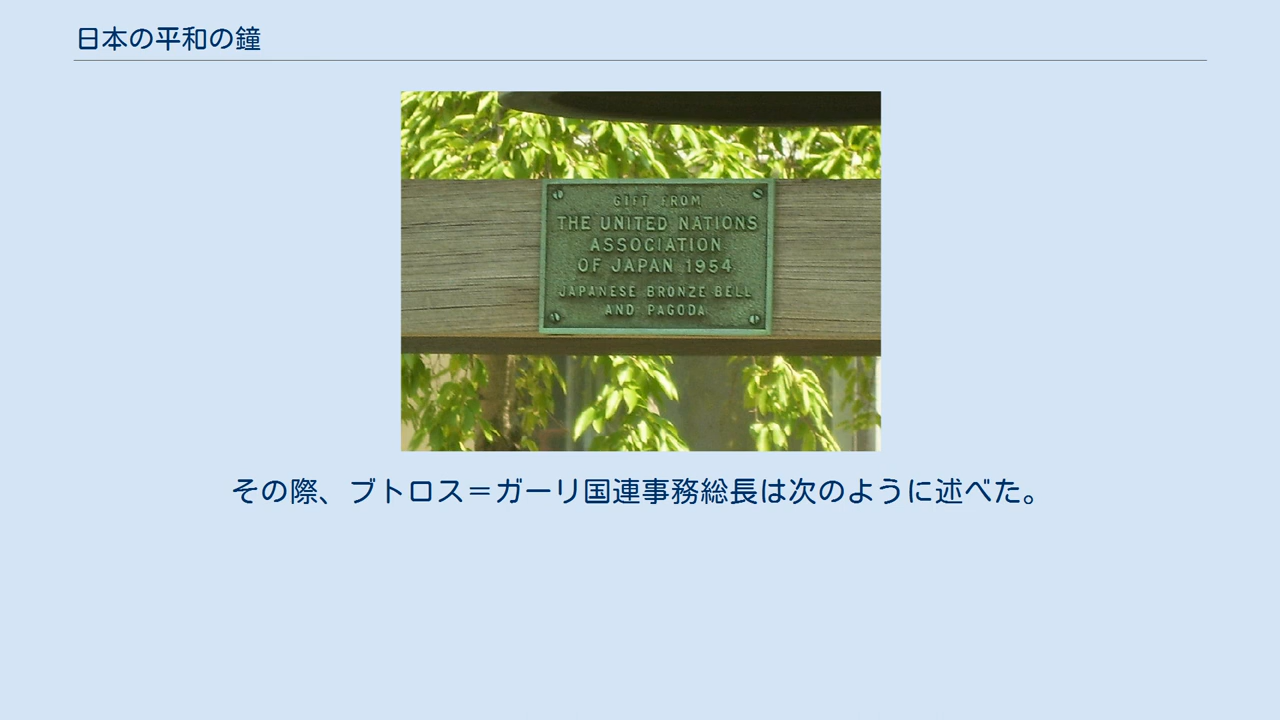 日本の平和の鐘
GIFT FROM
THE UNITED NATIONS
ASSOCIATION
OF JAPAN 1954
JAPANESE BRONZE BELL
AND PAGODA
その際、ブトロス＝ガーリ国連事務総長は次のように述べた。